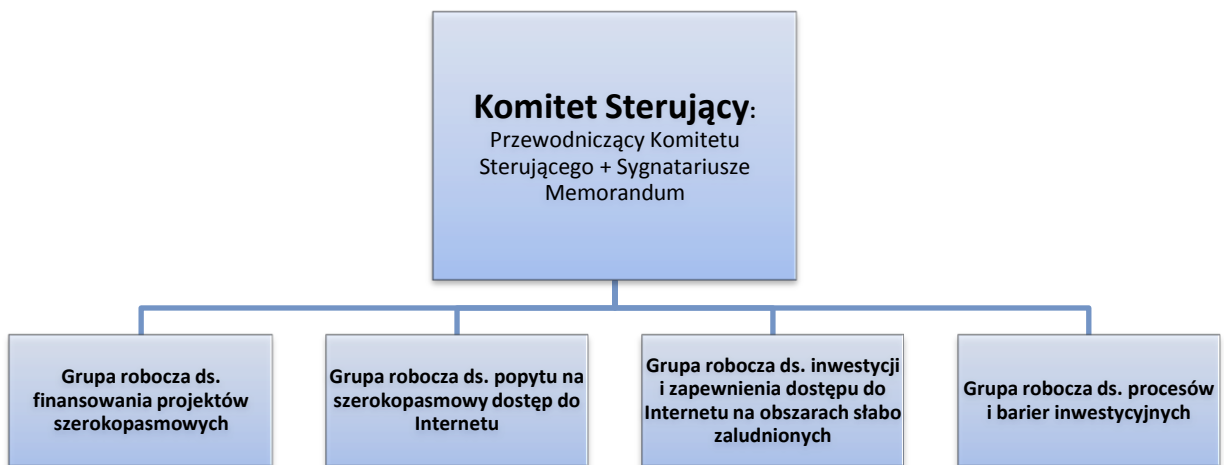 Komitet Sterujący:
Przewodniczący Komitetu
Sterującego + Sygnatariusze
Memorandum
Grupa robocza ds.
finansowania projektów
szerokopasmowych
Grupa robocza ds. popytu na
szerokopasmowy dostęp do
Internetu
Grupa robocza ds. inwestycji
i zapewnienia dostępu do
Internetu na obszarach słabo
zaludnionych
Grupa robocza ds. procesów
i barier inwestycyjnych